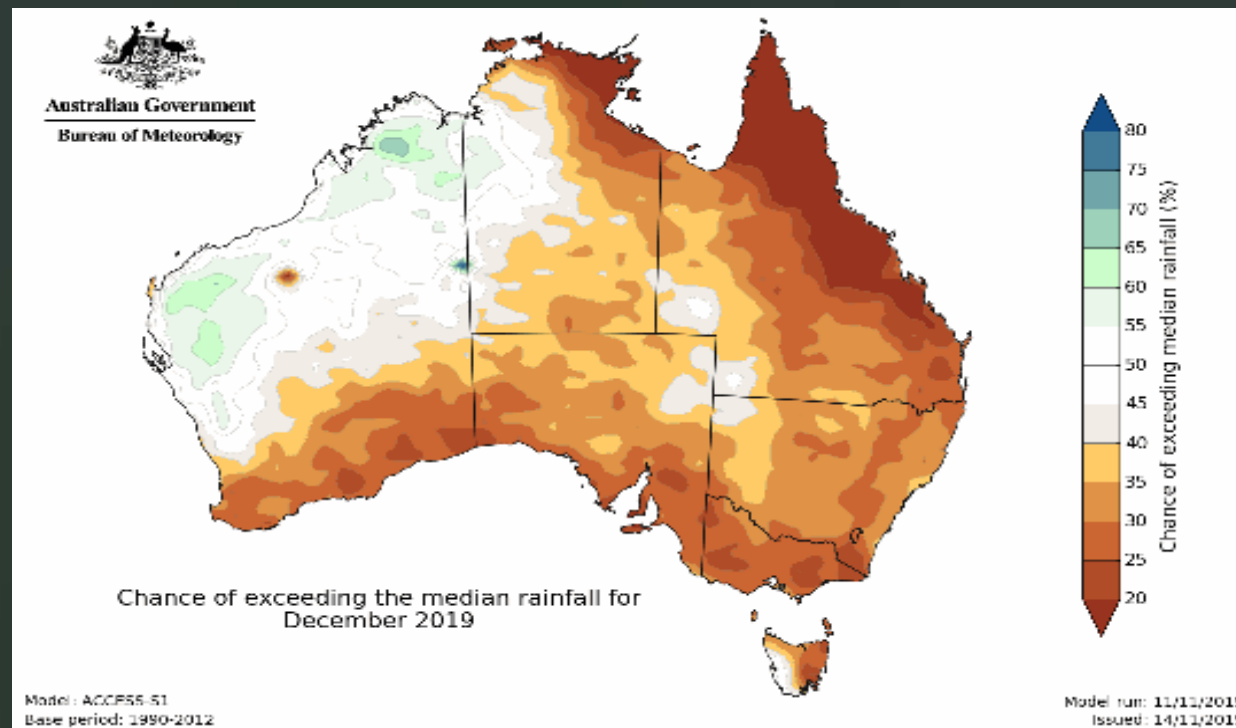 Australian Government
Bureau of Meteorology
80
75
70
65
60
55
50
45
40
35
30
25
20
Chance of exceeding median rainfall (%)
Chance of exceeding the median rainfall for
December 2019
Model: ACCESS-S1
Base period: 1990-2012
Model run: 11/11/2019
Issued: 14/11/2019